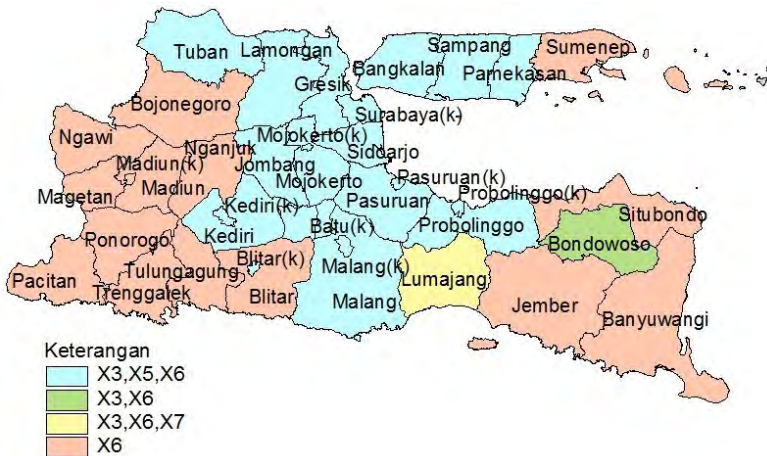 Tuban
Lamongan
Gresik
Bangkalan
Sampang
Pamekasan
Sumenep
Bojonegoro
Surabaya(k-
Ngawi
Madiun(k)
Nganjuk
Mojokerto(k)
Jombang
Sidoarjo
Magetan
Madiun
Mojokerto
Pasuruan(k)
Kediri(k)
Pasuruan
Probolinggo(k)
Ponorogo
Kediri
Batu(k)
Probolinggo
Situbondo
Bondowoso
Pacitan
Tulungagung
Trenggalek
Blitar(k)
Blitar
Malang(k)
Malang
Lumajang
Jember
Banyuwangi
Keterangan
X3,X5,X6
X3,X6
X3,X6,X7
X6